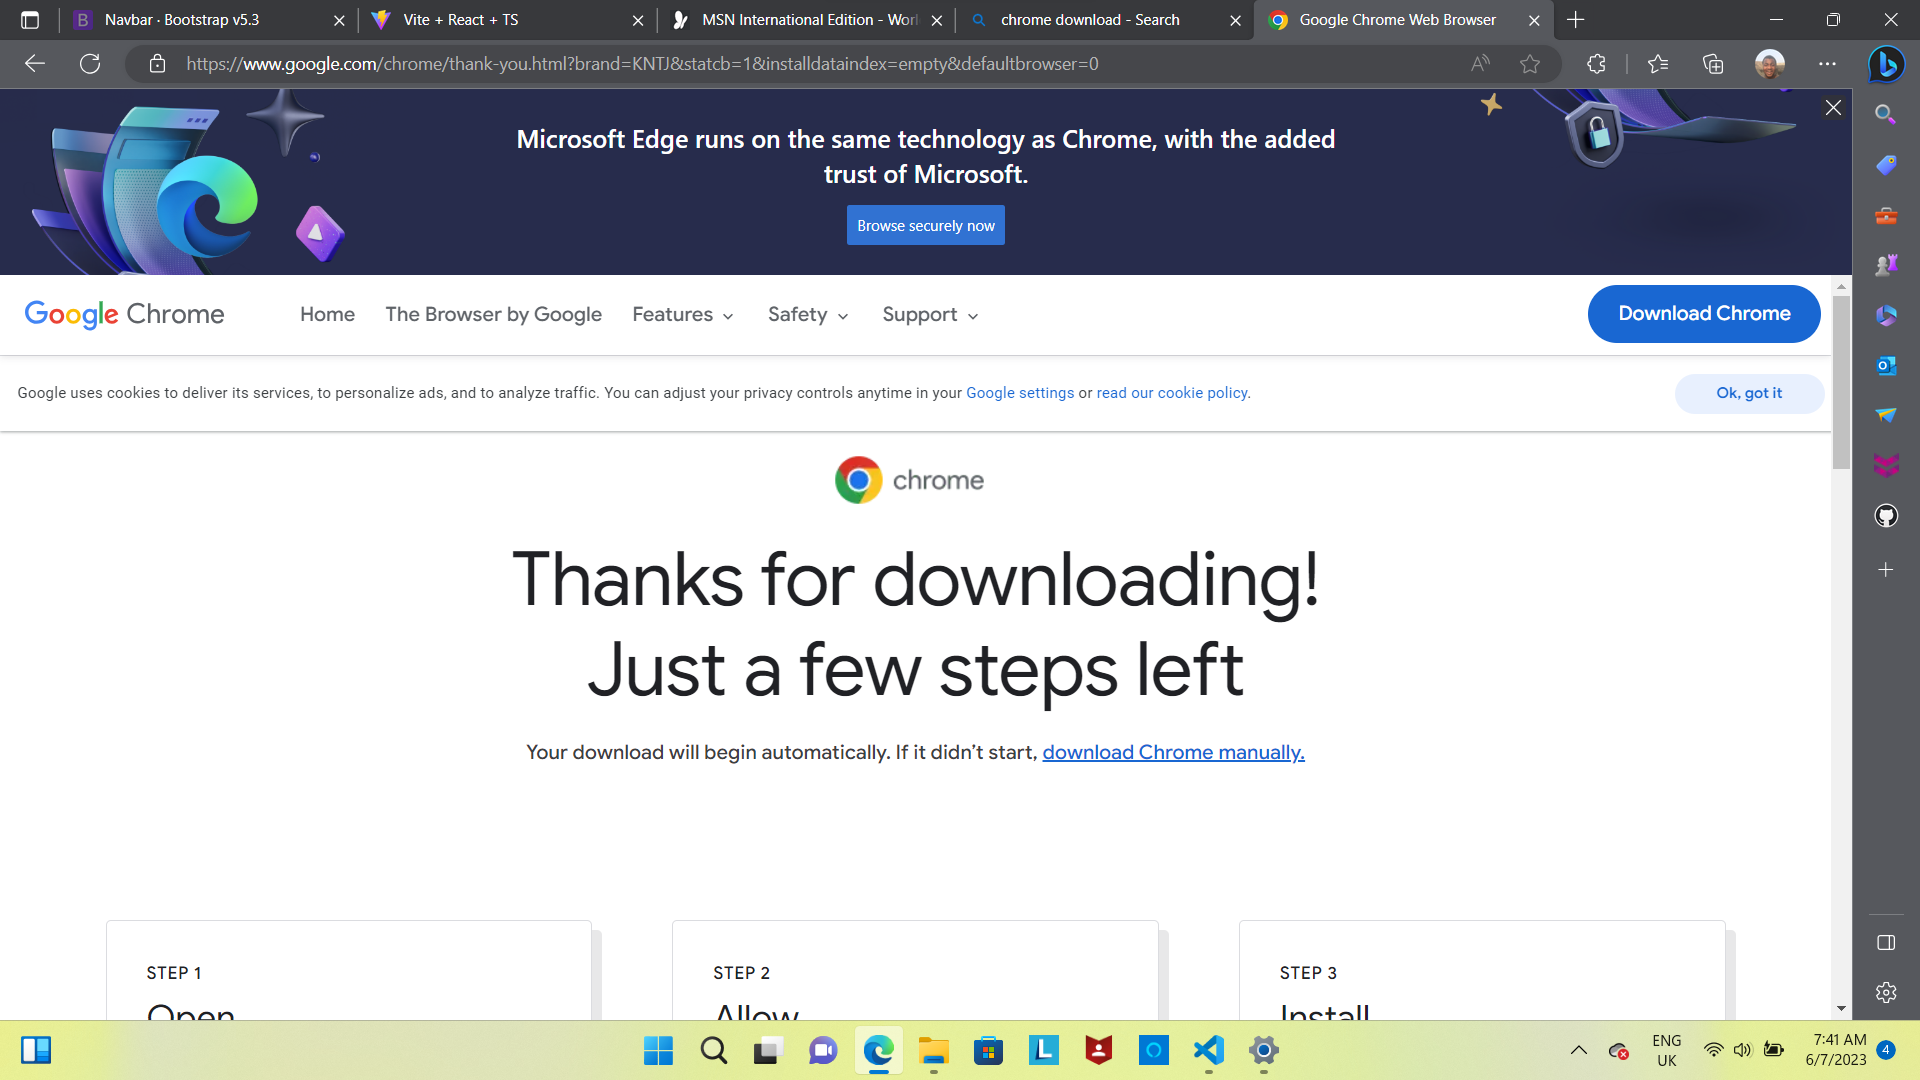 Navbar · Bootstrap v5.3
Vite + React + TS
MSN International Edition - Worl
chrome download - Search
Google Chrome Web Browser
https://www.google.com/chrome/thank-you.html?brand=KNTJ&statcb=1&installdataindex=empty&defaultbrowser=0
Microsoft Edge runs on the same technology as Chrome, with the added
trust of Microsoft.
Browse securely now
Google Chrome
Home
The Browser by Google
Features
Safety
Support
Download Chrome
Google uses cookies to deliver its services, to personalize ads, and to analyze traffic. You can adjust your privacy controls anytime in your Google settings or read our cookie policy.
Ok, got it
chrome
Thanks for downloading!
Just a few steps left
Your download will begin automatically. If it didn’t start, download Chrome manually.
STEP 1
Open
STEP 2
Allow
STEP 3
Install
ENG
UK
7:41 AM
6/7/2023
4